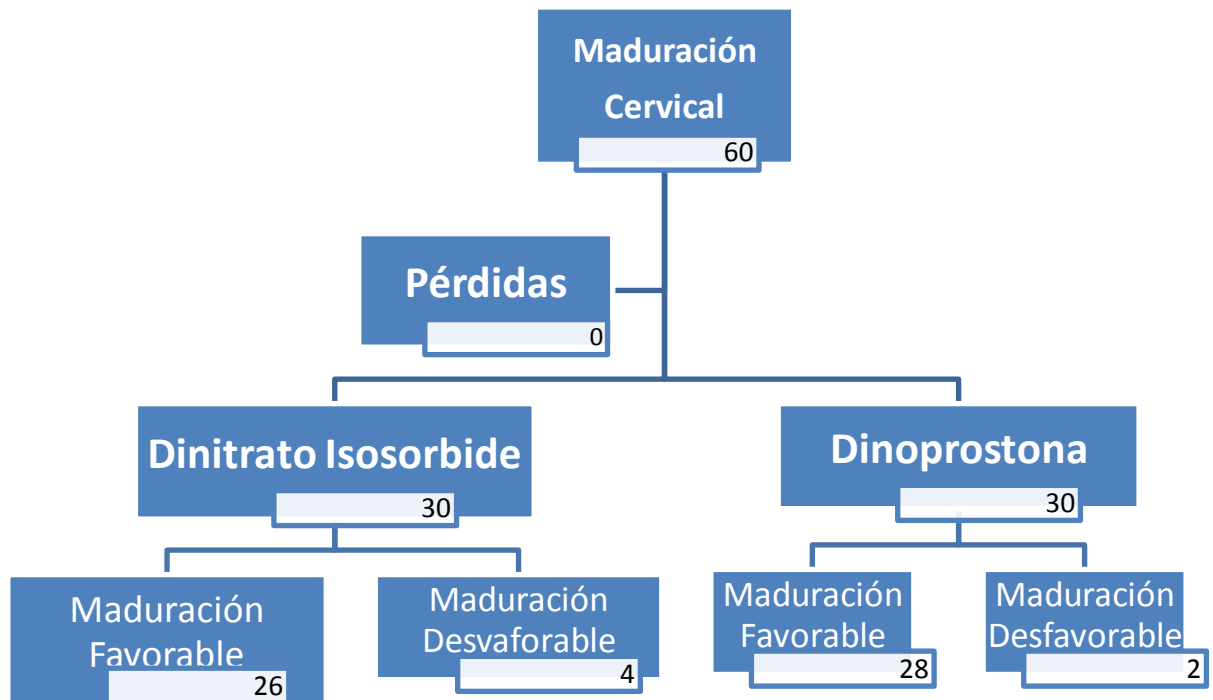 Maduración
Cervical
60
Pérdidas
0
Dinitrato Isosorbide
30
Dinoprostona
30
Maduración
Favorable
26
Maduración
Desvaforable
4
Maduración
Favorable
28
Maduración
Desfavorable
2